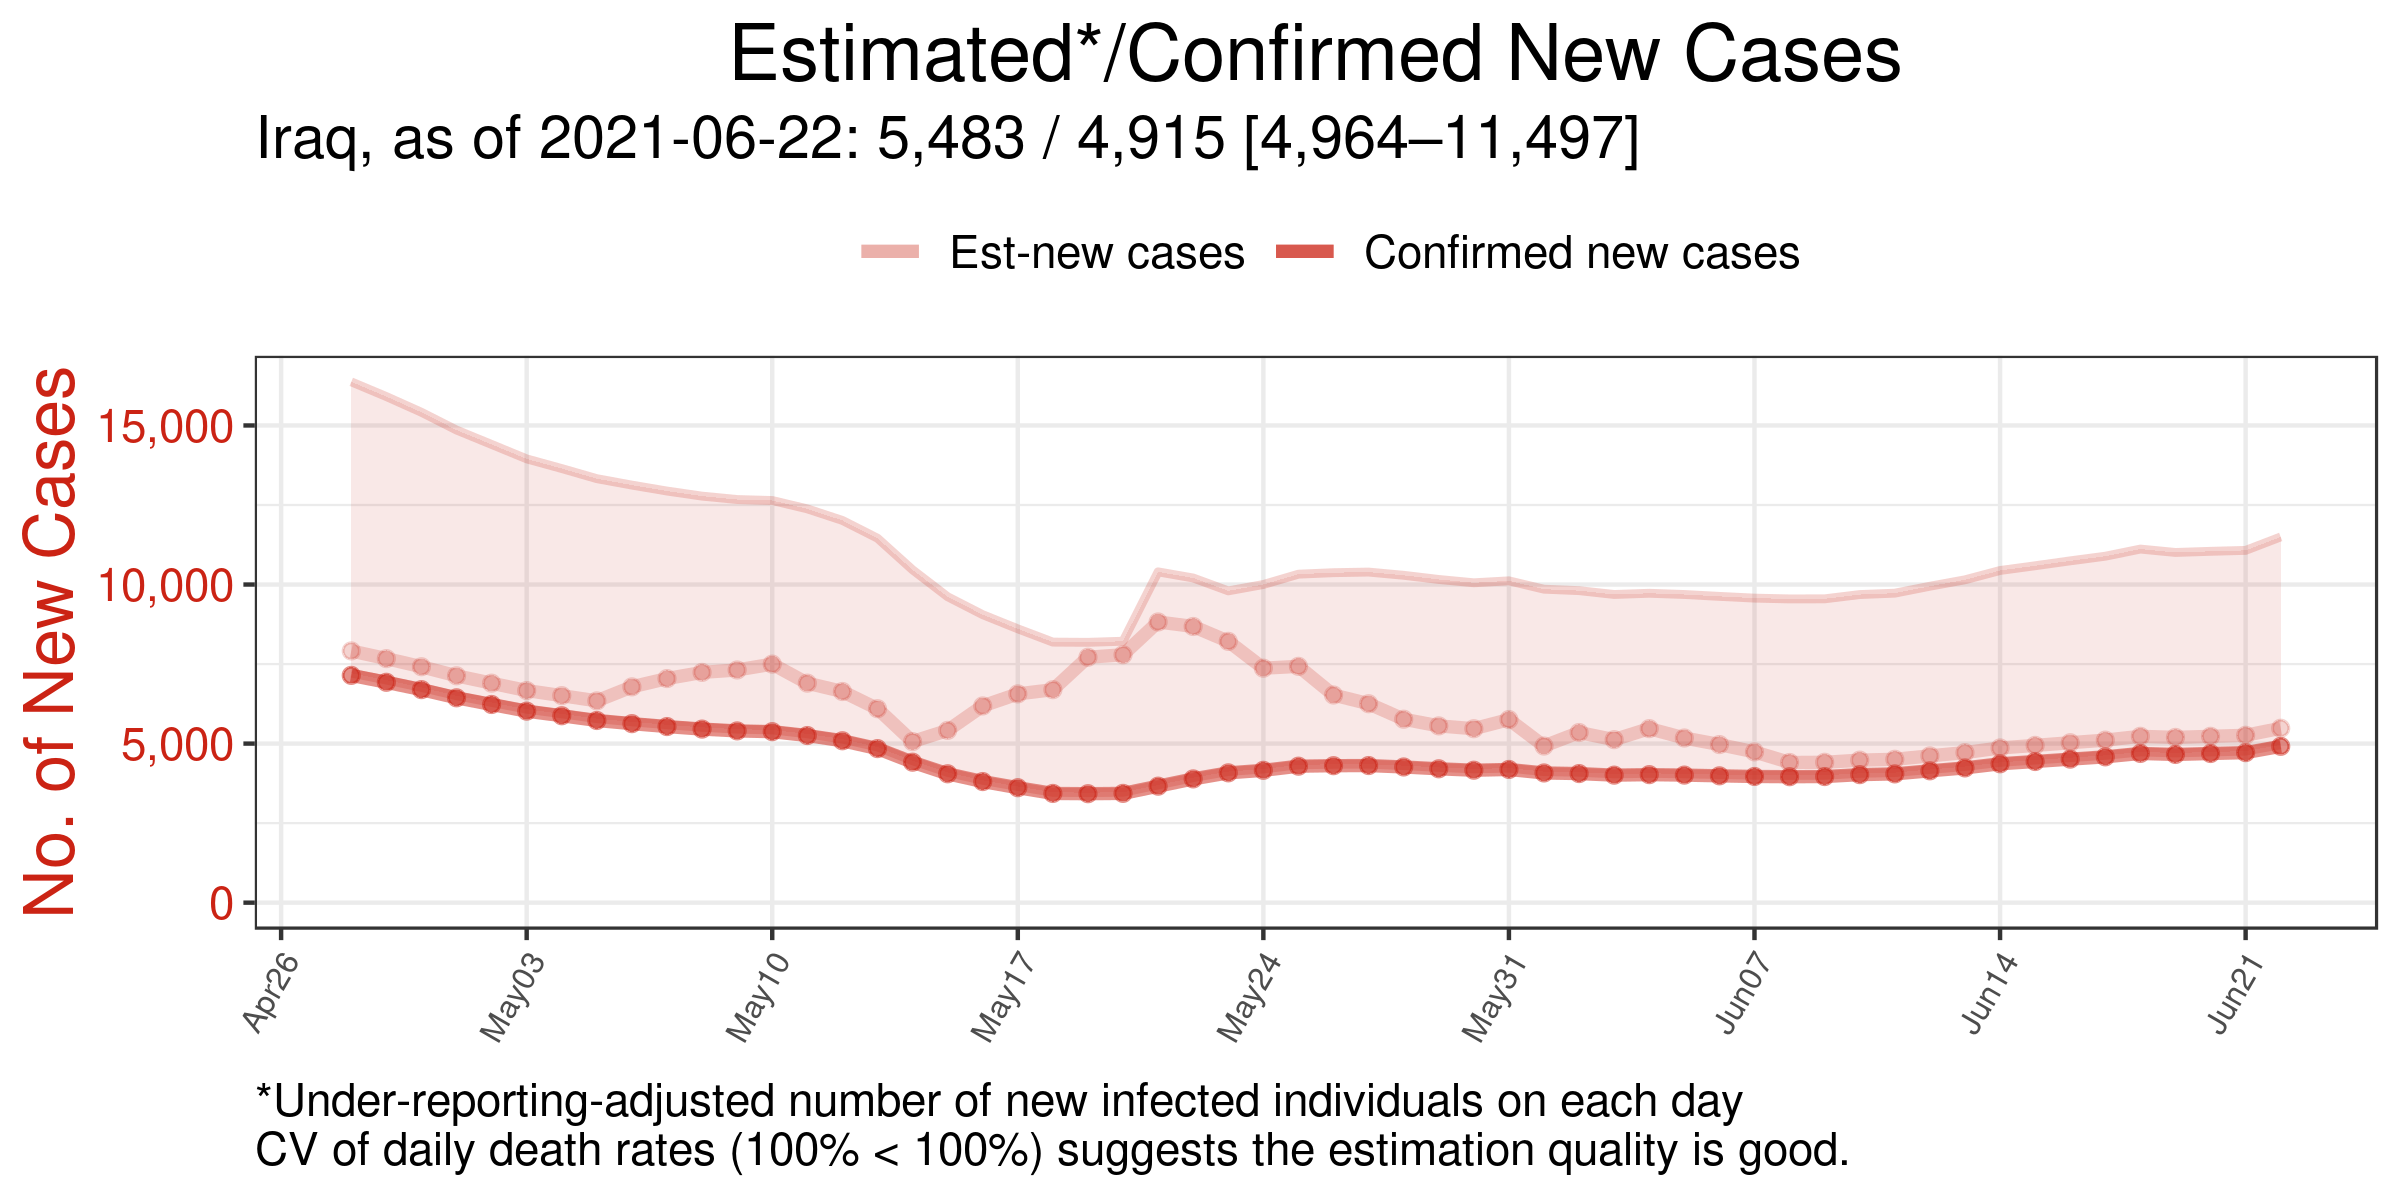 Estimated*/Confirmed New Cases
Iraq, as of 2021-06-22: 5,483 / 4,915 [4,964–11,497]
Est-new cases
Confirmed new cases
No. of New Cases
15,000
10,000
5,000
0
Apr26
May03
May10
May17
May24
May31
Jun07
Jun14
Jun21
*Under-reporting-adjusted number of new infected individuals on each day
CV of daily death rates (100% < 100%) suggests the estimation quality is good.